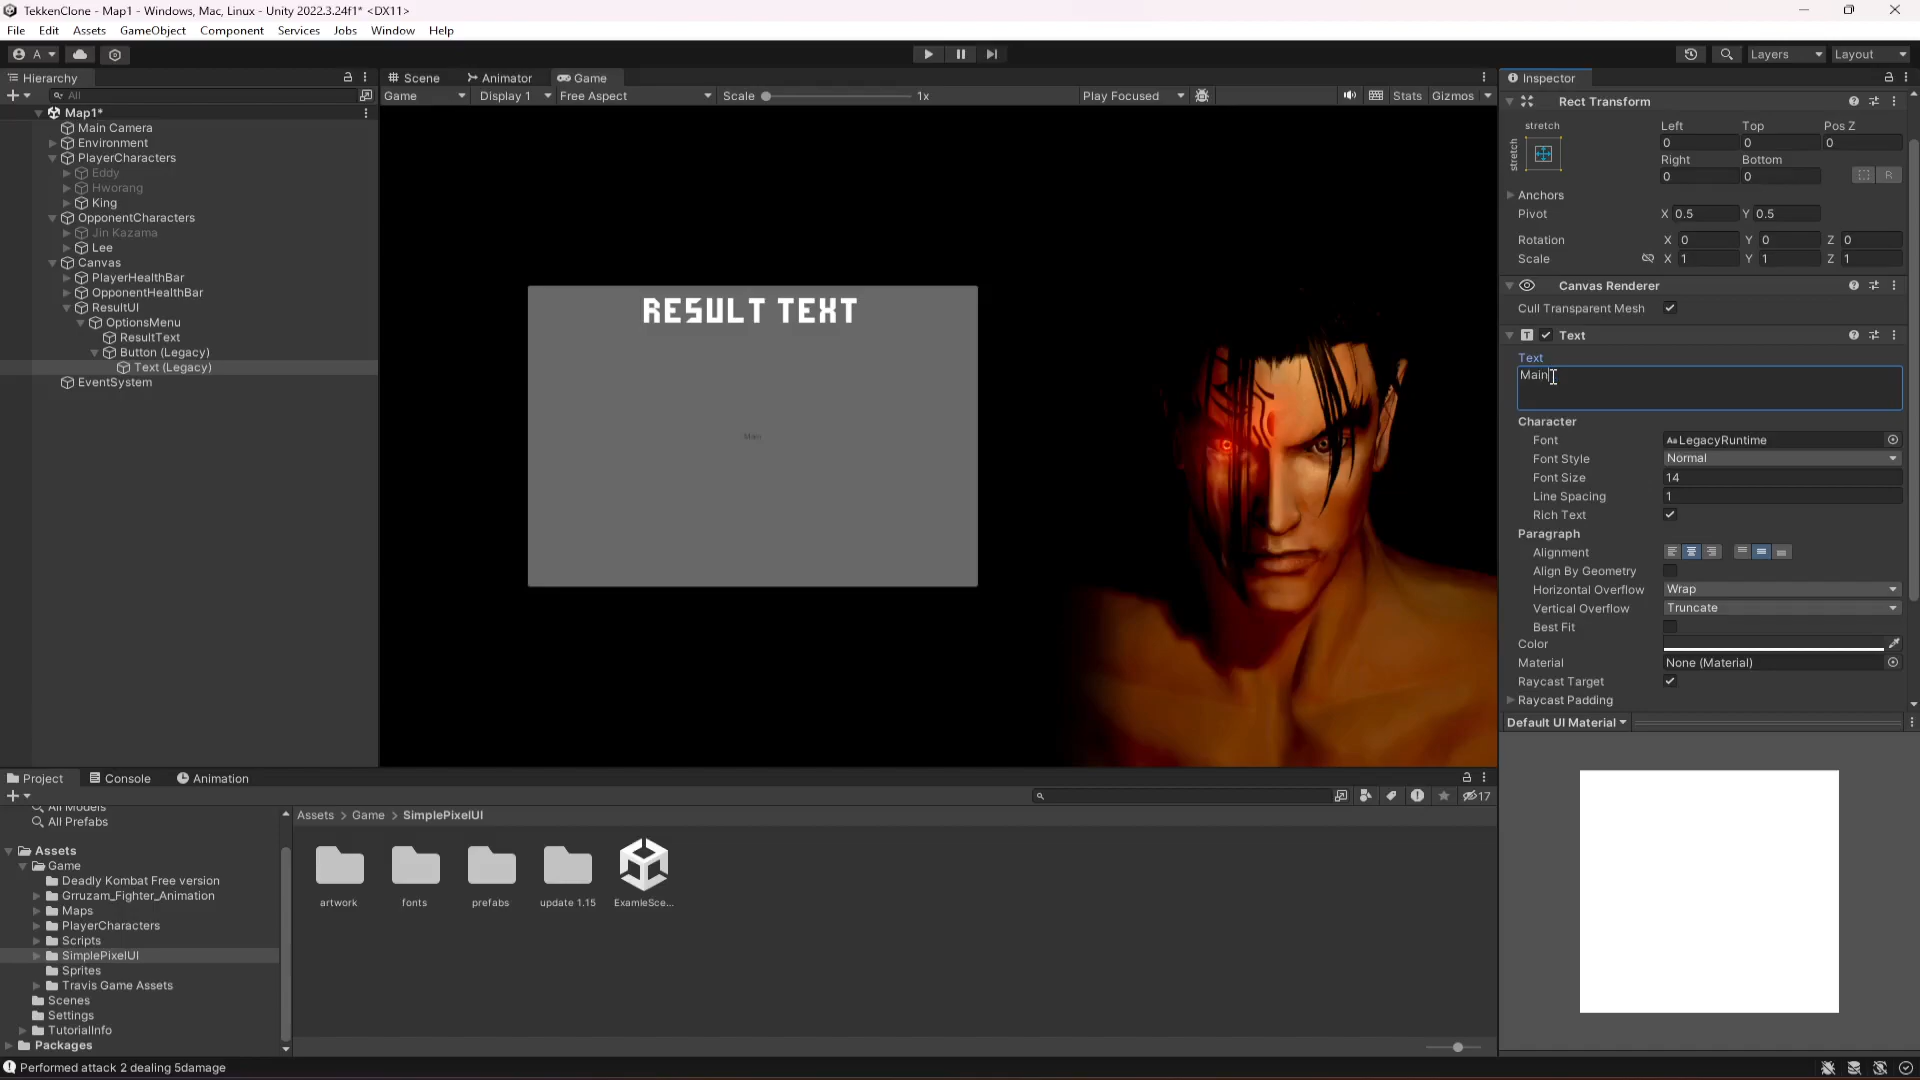 TekkenClone - Map1 - Windows, Mac, Linux - Unity 2022.3.24f1* <DX11>
File Edit Assets GameObject Component Services Jobs Window Help
A Layers Layout
Hierarchy
All
Map1*
Main Camera
Environment
PlayerCharacters
Eddy
Hworang
King
OpponentCharacters
Jin Kazama
Lee
Canvas
PlayerHealthBar
OpponentHealthBar
ResultUI
OptionsMenu
ResultText
Button (Legacy)
Text (Legacy)
EventSystem
Scene Animator Game
Game Display 1 Free Aspect Scale 1x Play Focused Stats Gizmos
RESULT TEXT
Main
Inspector
Rect Transform
stretch
stretch
Left Top Pos Z
0 0 0
Right Bottom
0 0
R
Anchors
Pivot X 0.5 Y 0.5
Rotation X 0 Y 0 Z 0
Scale X 1 Y 1 Z 1
Canvas Renderer
Cull Transparent Mesh
Text
Text
Main
Character
Font LegacyRuntime
Font Style Normal
Font Size 14
Line Spacing 1
Rich Text
Paragraph
Alignment
Align By Geometry
Horizontal Overflow Wrap
Vertical Overflow Truncate
Best Fit
Color
Material None (Material)
Raycast Target
Raycast Padding
Default UI Material
Project Console Animation
17
All Models
All Prefabs
Assets
Game
Deadly Kombat Free version
Grruzam_Fighter_Animation
Maps
PlayerCharacters
Scripts
SimplePixelUI
Sprites
Travis Game Assets
Scenes
Settings
TutorialInfo
Packages
Assets > Game > SimplePixelUI
artwork fonts prefabs update 1.15 ExamleSce...
Performed attack 2 dealing 5damage